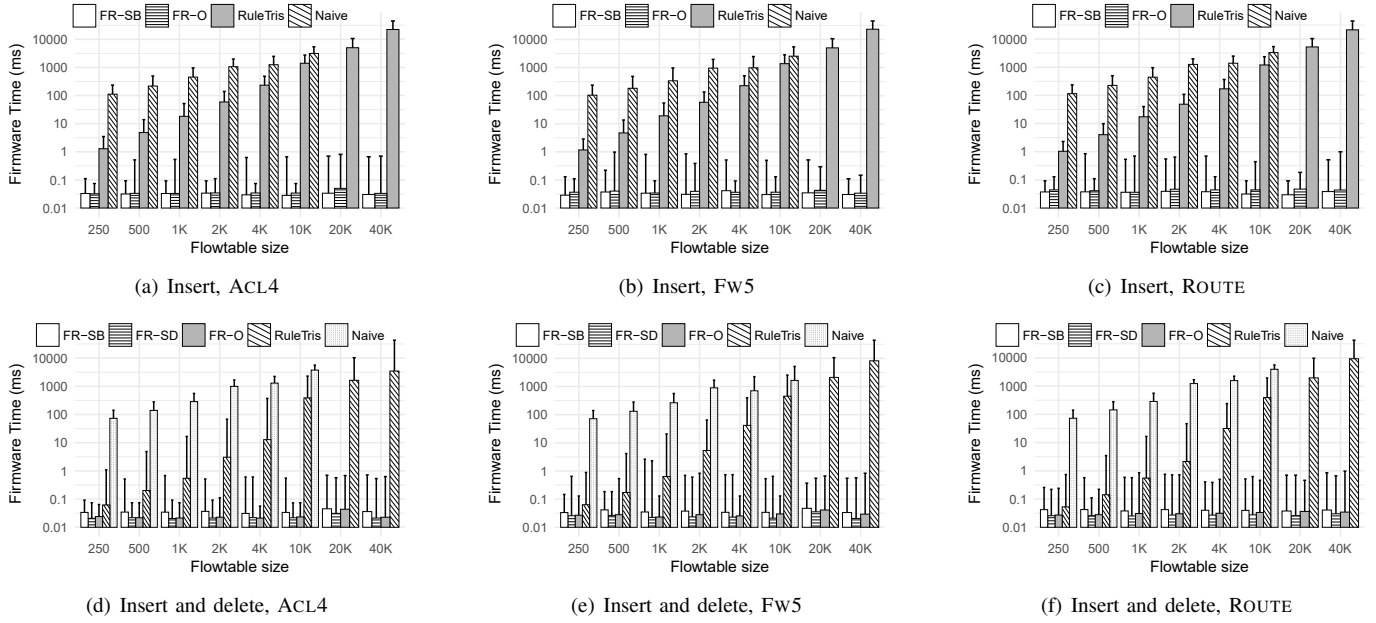 FR−SB FR−O RuleTris Naive
Firmware Time (ms)
10000
1000
100
10
1
0.1
0.01
250 500 1K 2K 4K 10K 20K 40K
Flowtable size
(a) Insert, ACL4
FR−SB FR−O RuleTris Naive
Firmware Time (ms)
10000
1000
100
10
1
0.1
0.01
250 500 1K 2K 4K 10K 20K 40K
Flowtable size
(b) Insert, FW5
FR−SB FR−O RuleTris Naive
Firmware Time (ms)
10000
1000
100
10
1
0.1
0.01
250 500 1K 2K 4K 10K 20K 40K
Flowtable size
(c) Insert, ROUTE
FR−SB FR−SD FR−O RuleTris Naive
Firmware Time (ms)
10000
1000
100
10
1
0.1
0.01
250 500 1K 2K 4K 10K 20K 40K
Flowtable size
(d) Insert and delete, ACL4
FR−SB FR−SD FR−O RuleTris Naive
Firmware Time (ms)
10000
1000
100
10
1
0.1
0.01
250 500 1K 2K 4K 10K 20K 40K
Flowtable size
(e) Insert and delete, FW5
FR−SB FR−SD FR−O RuleTris Naive
Firmware Time (ms)
10000
1000
100
10
1
0.1
0.01
250 500 1K 2K 4K 10K 20K 40K
Flowtable size
(f) Insert and delete, ROUTE